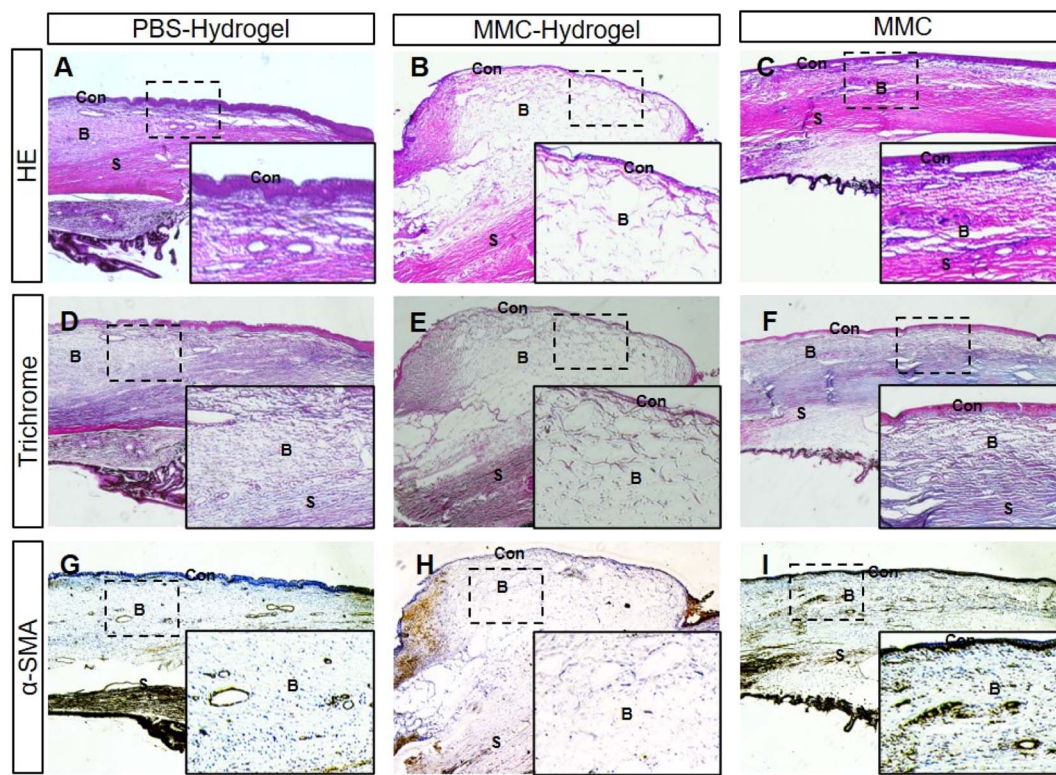 PBS-Hydrogel
MMC-Hydrogel
MMC
HE
A
Con
B
S
Con
B
Con
B
S
Con
B
C
Con
B
S
Con
B
S
Trichrome
D
B
B
S
E
Con
B
S
Con
B
F
Con
B
S
Con
B
S
α-SMA
G
Con
B
S
B
H
Con
B
S
B
I
Con
B
S
Con
B